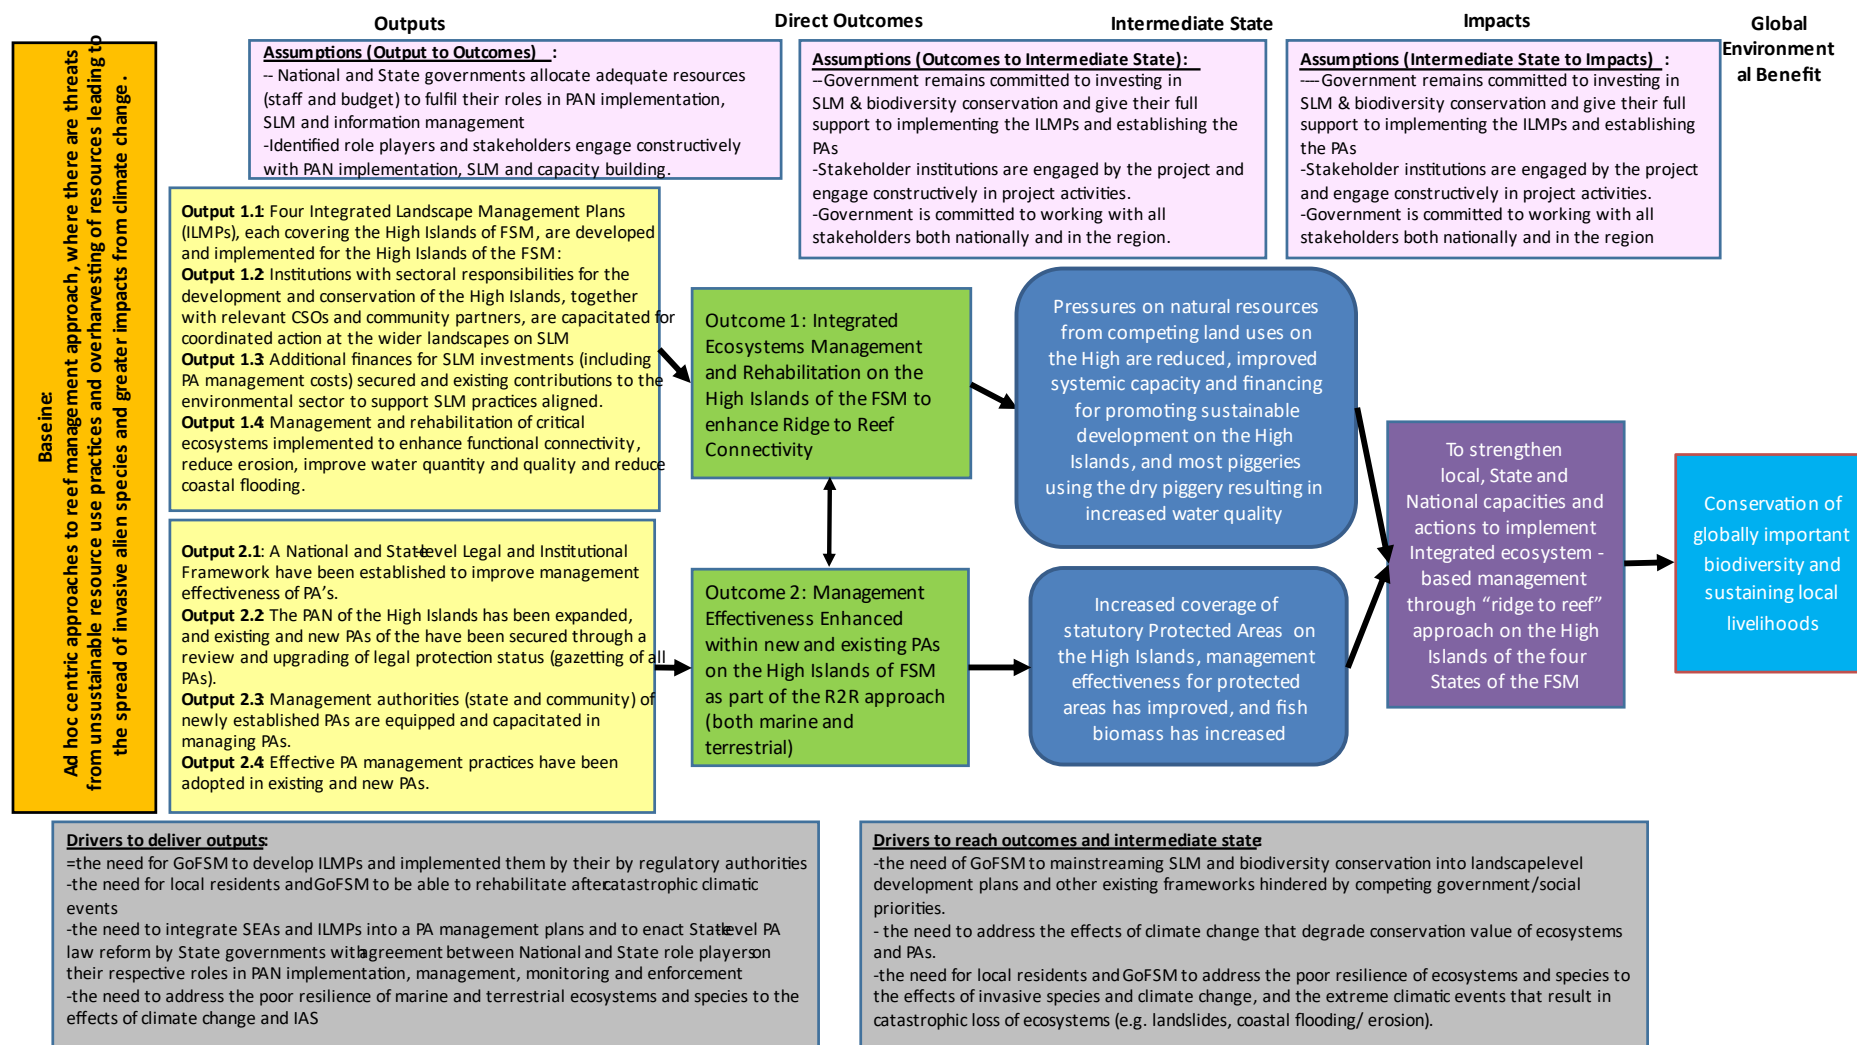 Outputs
Direct Outcomes
Intermediate State
Impacts
Global
Environment
al Benefit
Baseline:
Ad hoc centric approaches to reef management approach, where there are threats
from unsustainable resource use practices and overharvesting of resources leading to
the spread of invasive alien species and greater impacts from climate change .
Assumptions (Output to Outcomes) :
-- National and State governments allocate adequate resources
(staff and budget) to fulfil their roles in PAN implementation,
SLM and information management
-Identified role players and stakeholders engage constructively
with PAN implementation, SLM and capacity building.
Assumptions (Outcomes to Intermediate State):
--Government remains committed to investing in
SLM & biodiversity conservation and give their full
support to implementing the ILMPs and establishing the
PAs
-Stakeholder institutions are engaged by the project and
engage constructively in project activities.
-Government is committed to working with all
stakeholders both nationally and in the region.
Assumptions (Intermediate State to Impacts) :
----Government remains committed to investing in
SLM & biodiversity conservation and give their full
support to implementing the ILMPs and establishing
the PAs
-Stakeholder institutions are engaged by the project
and engage constructively in project activities.
-Government is committed to working with all
stakeholders both nationally and in the region
Output 1.1: Four Integrated Landscape Management Plans
(ILMPs), each covering the High Islands of FSM, are developed
and implemented for the High Islands of the FSM:
Output 1.2: Institutions with sectoral responsibilities for the
development and conservation of the High Islands, together
with relevant CSOs and community partners, are capacitated for
coordinated action at the wider landscapes on SLM
Output 1.3: Additional finances for SLM investments (including
PA management costs) secured and existing contributions to the
environmental sector to support SLM practices aligned.
Output 1.4: Management and rehabilitation of critical
ecosystems implemented to enhance functional connectivity,
reduce erosion, improve water quantity and quality and reduce
coastal flooding.
Output 2.1: A National and State-level Legal and Institutional
Framework have been established to improve management
effectiveness of PA's.
Output 2.2: The PAN of the High Islands has been expanded,
and existing and new PAs of the have been secured through a
review and upgrading of legal protection status (gazetting of all
PAs).
Output 2.3: Management authorities (state and community) of
newly established PAs are equipped and capacitated in
managing PAs.
Output 2.4: Effective PA management practices have been
adopted in existing and new PAs.
Outcome 1: Integrated
Ecosystems Management
and Rehabilitation on the
High Islands of the FSM to
enhance Ridge to Reef
Connectivity
Outcome 2: Management
Effectiveness Enhanced
within new and existing PAs
on the High Islands of FSM
as part of the R2R approach
(both marine and
terrestrial)
Pressures on natural resources
from competing land uses on
the High are reduced, improved
systemic capacity and financing
for promoting sustainable
development on the High
Islands, and most piggeries
using the dry piggery resulting in
increased water quality
Increased coverage of
statutory Protected Areas on
the High Islands, management
effectiveness for protected
areas has improved, and fish
biomass has increased
To strengthen
local, State and
National capacities and
actions to implement
Integrated ecosystem -
based management
through “ridge to reef”
approach on the High
Islands of the four
States of the FSM
Conservation of
globally important
biodiversity and
sustaining local
livelihoods
Drivers to deliver outputs:
=the need for GoFSM to develop ILMPs and implemented them by their by regulatory authorities
-the need for local residents and GoFSM to be able to rehabilitate after catastrophic climatic
events
-the need to integrate SEAs and ILMPs into a PA management plans and to enact State-level PA
law reform by State governments with agreement between National and State role players on
their respective roles in PAN implementation, management, monitoring and enforcement
-the need to address the poor resilience of marine and terrestrial ecosystems and species to the
effects of climate change and IAS
Drivers to reach outcomes and intermediate state:
-the need of GoFSM to mainstreaming SLM and biodiversity conservation into landscape level
development plans and other existing frameworks hindered by competing government/social
priorities.
- the need to address the effects of climate change that degrade conservation value of ecosystems
and PAs.
-the need for local residents and GoFSM to address the poor resilience of ecosystems and species to
the effects of invasive species and climate change, and the extreme climatic events that result in
catastrophic loss of ecosystems (e.g. landslides, coastal flooding/ erosion).